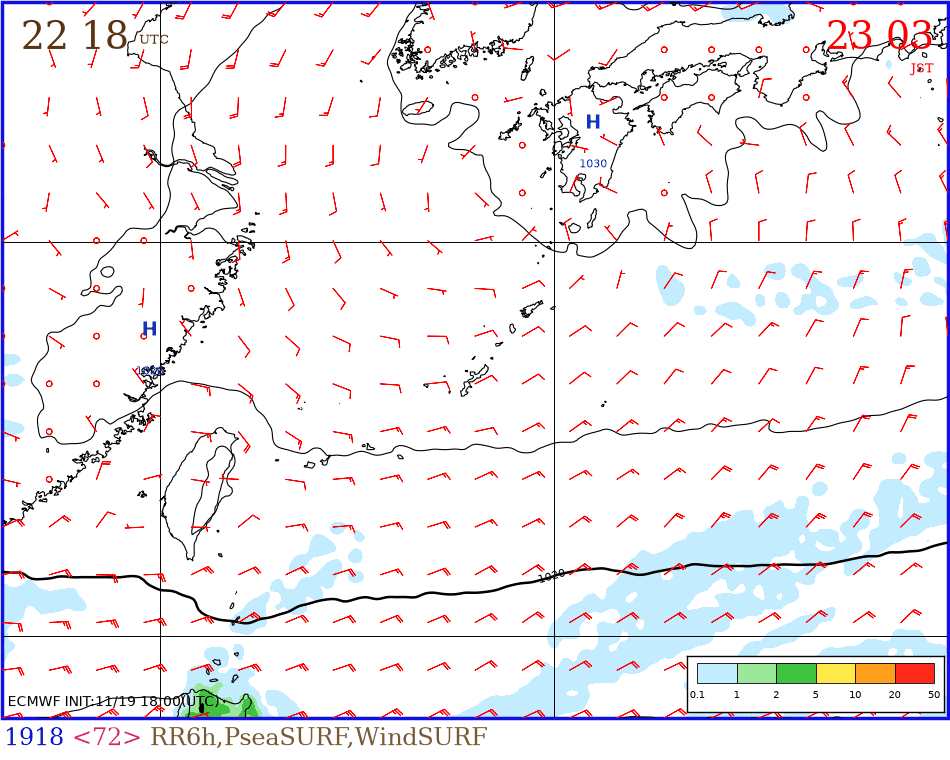 22 18 UTC
23 03 JST
H
1030
H
1020
ECMWF INIT:11/19 18:00(UTC)
0.1 1 2 5 10 20 50
1918 <72> RR6h,PseaSURF,WindSURF